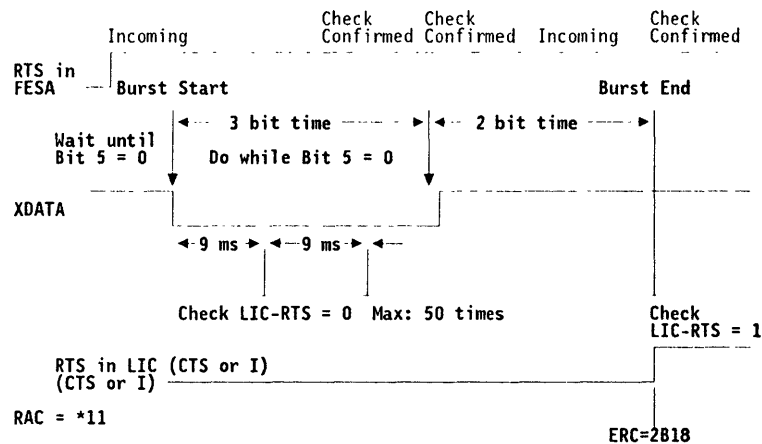 Check Check Check
Incoming Confirmed Confirmed Incoming Confirmed
RTS in
FESA Burst Start Burst End
3 bit time 2 bit time
Wait until
Bit 5 = 0 Do while Bit 5 = 0
XDATA
9 ms 9 ms
Check LIC-RTS = 0 Max: 50 times
Check
LIC-RTS = 1
RTS in LIC (CTS or I)
(CTS or I)
RAC = *11
ERC=2B18